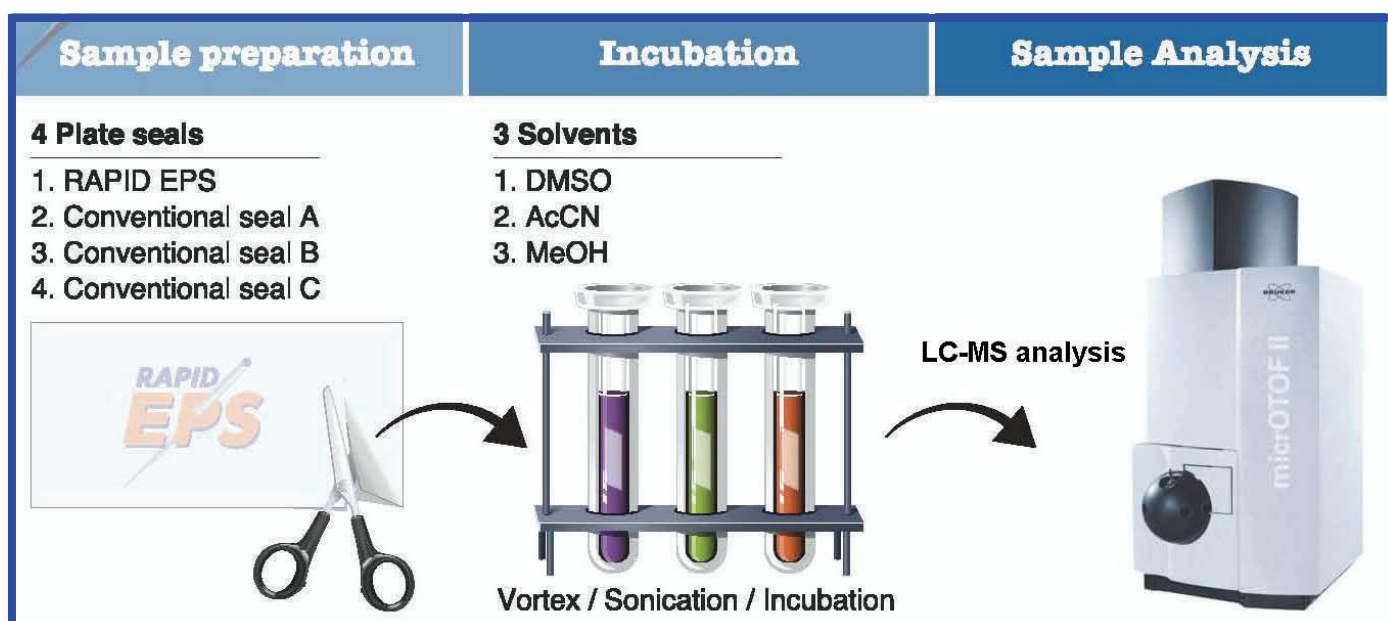 Sample preparation
Incubation
Sample Analysis
4 Plate seals
1. RAPID EPS
2. Conventional seal A
3. Conventional seal B
4. Conventional seal C
3 Solvents
1. DMSO
2. AcCN
3. MeOH
RAPID
EPS
Vortex / Sonication / Incubation
LC-MS analysis
BRUKER
micrOTOF II